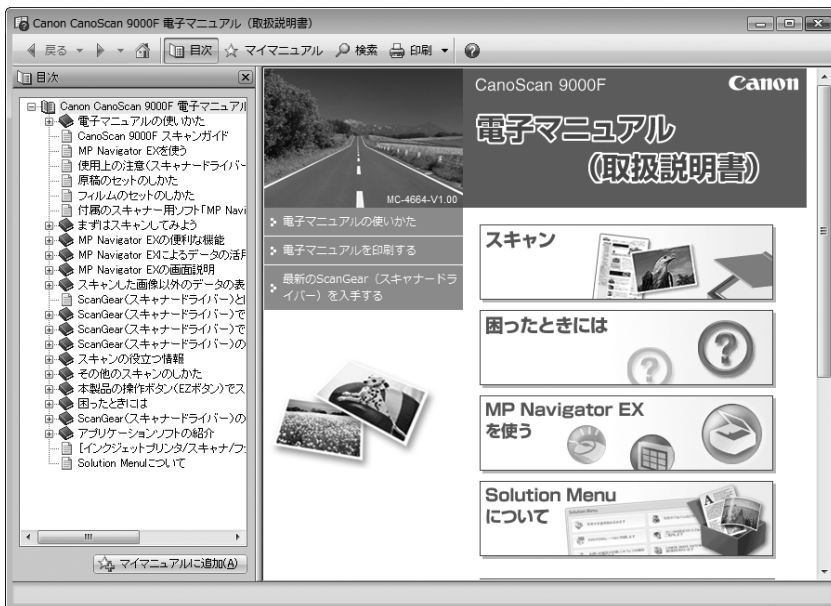 Canon CanoScan 9000F 電子マニュアル（取扱説明書）
戻る
目次
マイマニュアル
検索
印刷
目次
Canon CanoScan 9000F 電子マニュアル
電子マニュアルの使いかた
CanoScan 9000F スキャンガイド
MP Navigator EXを使う
使用上の注意(スキャナードライバー
原稿のセットのしかた
フィルムのセットのしかた
付属のスキャナー用ソフト「MP Navi
まずはスキャンしてみよう
MP Navigator EXの便利な機能
MP Navigator EXによるデータの活用
MP Navigator EXの画面説明
スキャンした画像以外のデータの表
ScanGear(スキャナードライバー)と
ScanGear(スキャナードライバー)で
ScanGear(スキャナードライバー)で
ScanGear(スキャナードライバー)の
スキャンの役立つ情報
その他のスキャンのしかた
本製品の操作ボタン(EZボタン)でス
困ったときには
ScanGear(スキャナードライバー)の
アプリケーションソフトの紹介
[インクジェットプリンタ/スキャナ/フ
Solution Menuについて
マイマニュアルに追加(A)
MC-4664-V1.00
電子マニュアルの使いかた
電子マニュアルを印刷する
最新のScanGear（スキャナードラ
イバー）を入手する
CanoScan 9000F
Canon
電子マニュアル
（取扱説明書）
スキャン
困ったときには
MP Navigator EX
を使う
Solution Menu
について
Solution Menu